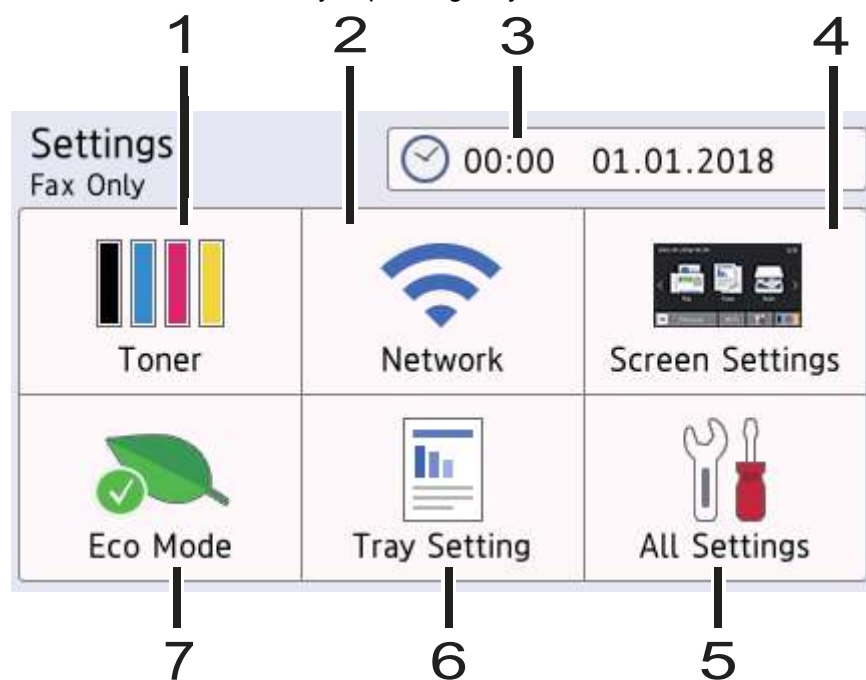 1 2 3 4
Settings
Fax Only
00:00 01.01.2018
Toner Network Screen Settings
Eco Mode Tray Setting All Settings
7 6 5